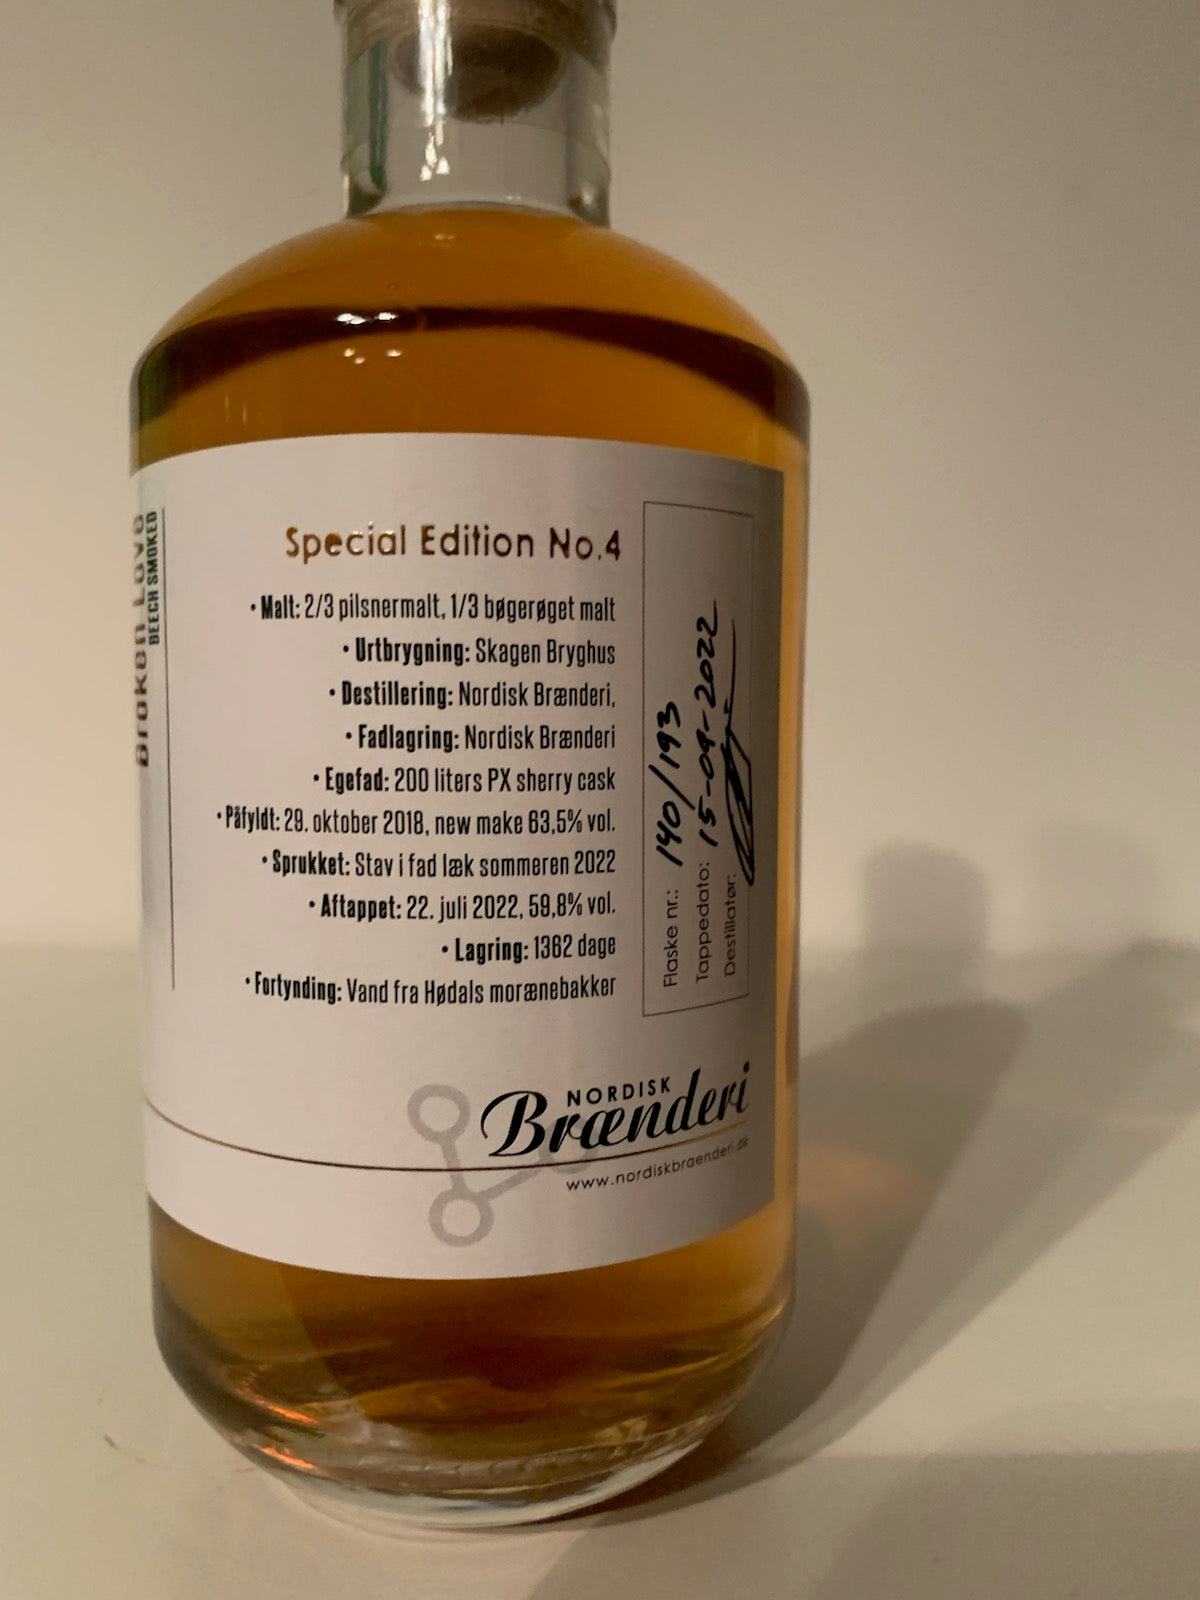 Broken Love
BEECH SMOKED
Special Edition No.4
• Malt: 2/3 pilsnermalt, 1/3 bøgerøget malt
• Urtbrygning: Skagen Bryghus
• Destillering: Nordisk Brænderi,
• Fadlagring: Nordisk Brænderi
• Egefad: 200 liters PX sherry cask
• Påfyldt: 29. oktober 2018, new make 63,5% vol.
• Sprukket: Stav i fad læk sommeren 2022
• Aftappet: 22. juli 2022, 59,8% vol.
• Lagring: 1362 dage
• Fortynding: Vand fra Hødals morænebakker
Flaske nr.: 140/193
Tappedato: 15-09-2022
Destillatør:
NORDISK
Brænderi
www.nordiskbraenderi.dk